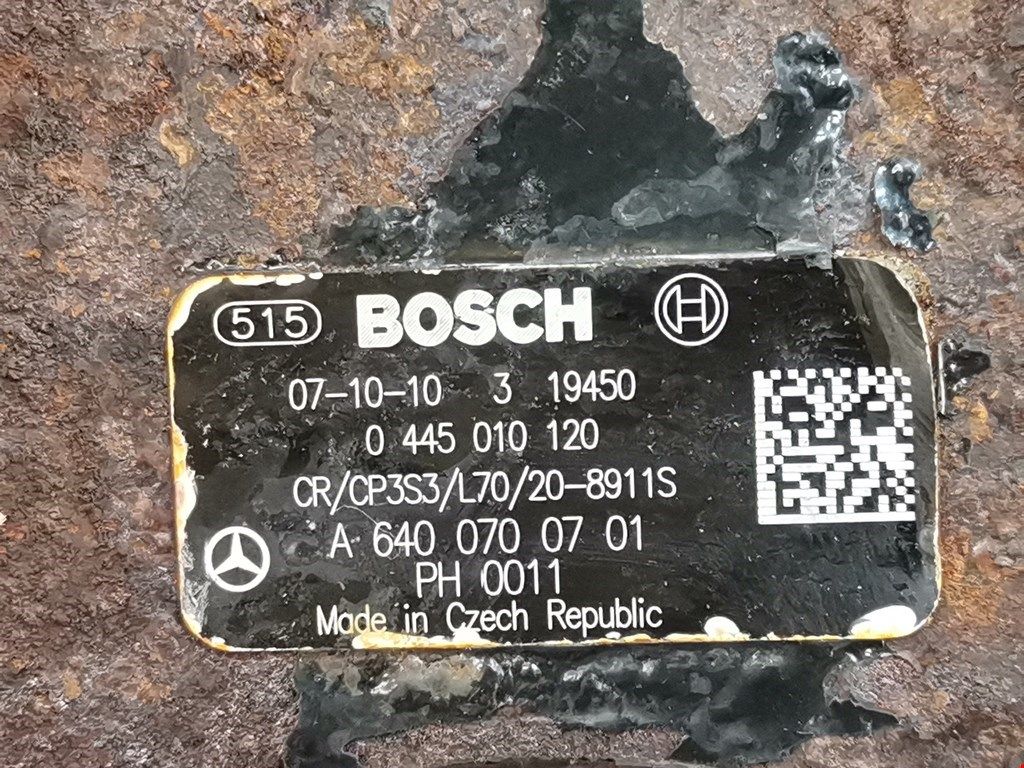 515 BOSCH
07-10-10 3 19450
0 445 010 120
CR/CP3S3/L70/20-8911S
A 640 070 07 01
PH 0011
Made in Czech Republic